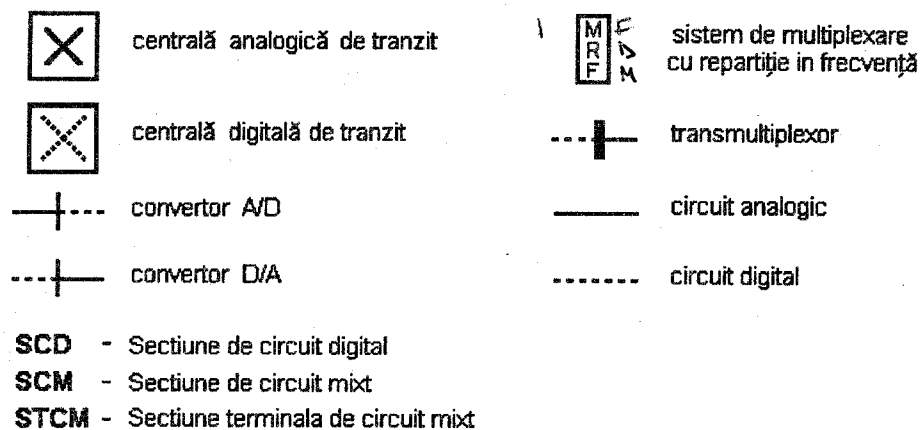 centrală analogică de tranzit
centrală digitală de tranzit
convertor A/D
convertor D/A
SCD - Sectiune de circuit digital
SCM - Sectiune de circuit mixt
STCM - Sectiune terminala de circuit mixt
M F
R D
F M
sistem de multiplexare
cu repartiție in frecvență
transmultiplexor
circuit analogic
circuit digital